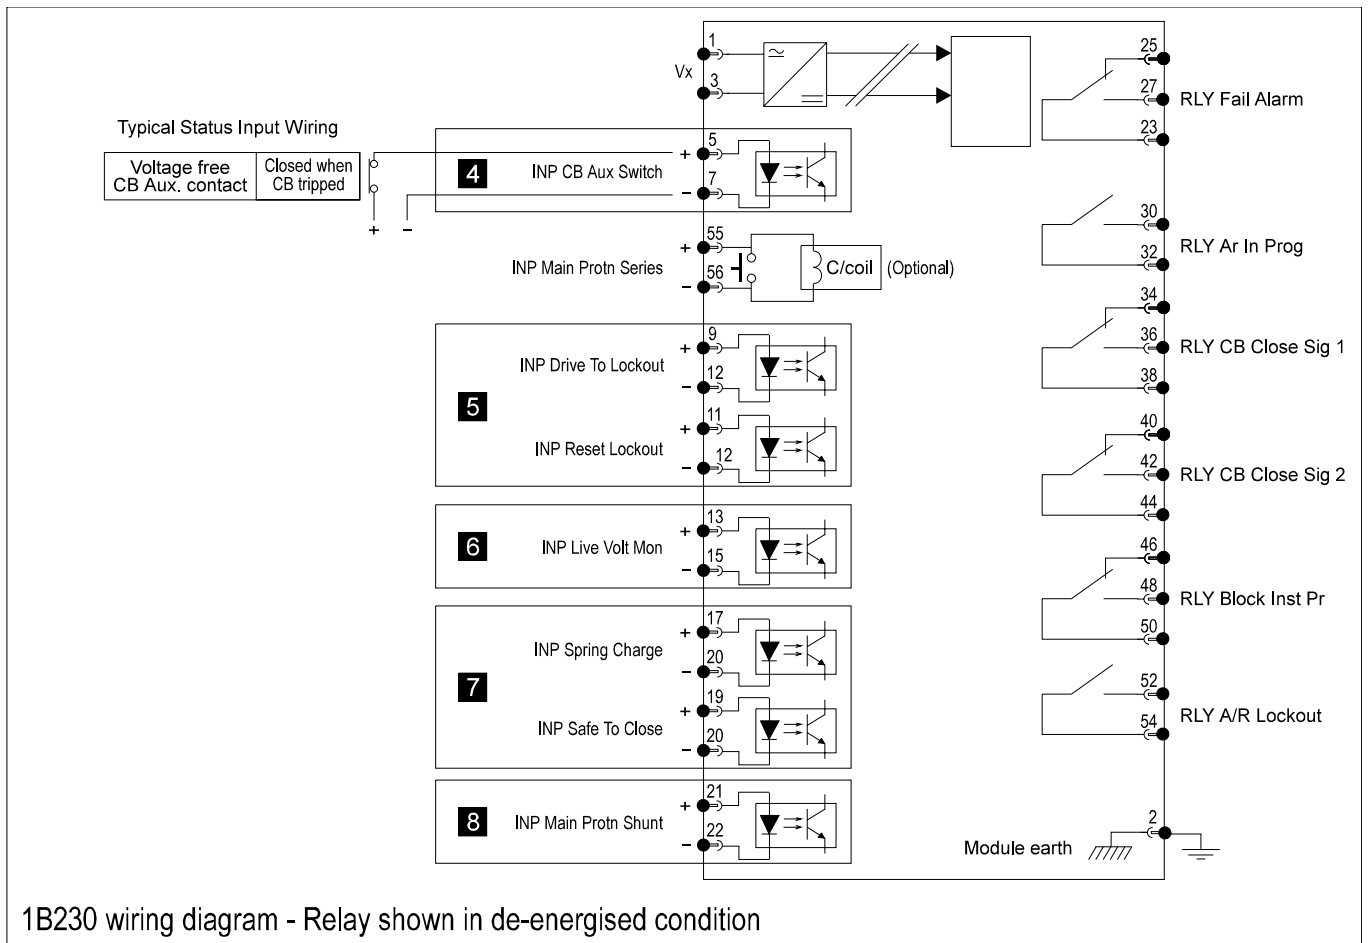 1
Vx
3
25
27
RLY Fail Alarm
23
Typical Status Input Wiring
Voltage free
CB Aux. contact
Closed when
CB tripped
+ −
4
INP CB Aux Switch
+ 5
− 7
30
RLY Ar In Prog
32
INP Main Protn Series
+ 55
− 56
C/coil
(Optional)
34
36
RLY CB Close Sig 1
38
5
INP Drive To Lockout
+ 9
− 12
INP Reset Lockout
+ 11
− 12
40
42
RLY CB Close Sig 2
44
6
INP Live Volt Mon
+ 13
− 15
46
48
RLY Block Inst Pr
50
7
INP Spring Charge
+ 17
− 20
INP Safe To Close
+ 19
− 20
52
RLY A/R Lockout
54
8
INP Main Protn Shunt
+ 21
− 22
2
Module earth
1B230 wiring diagram - Relay shown in de-energised condition